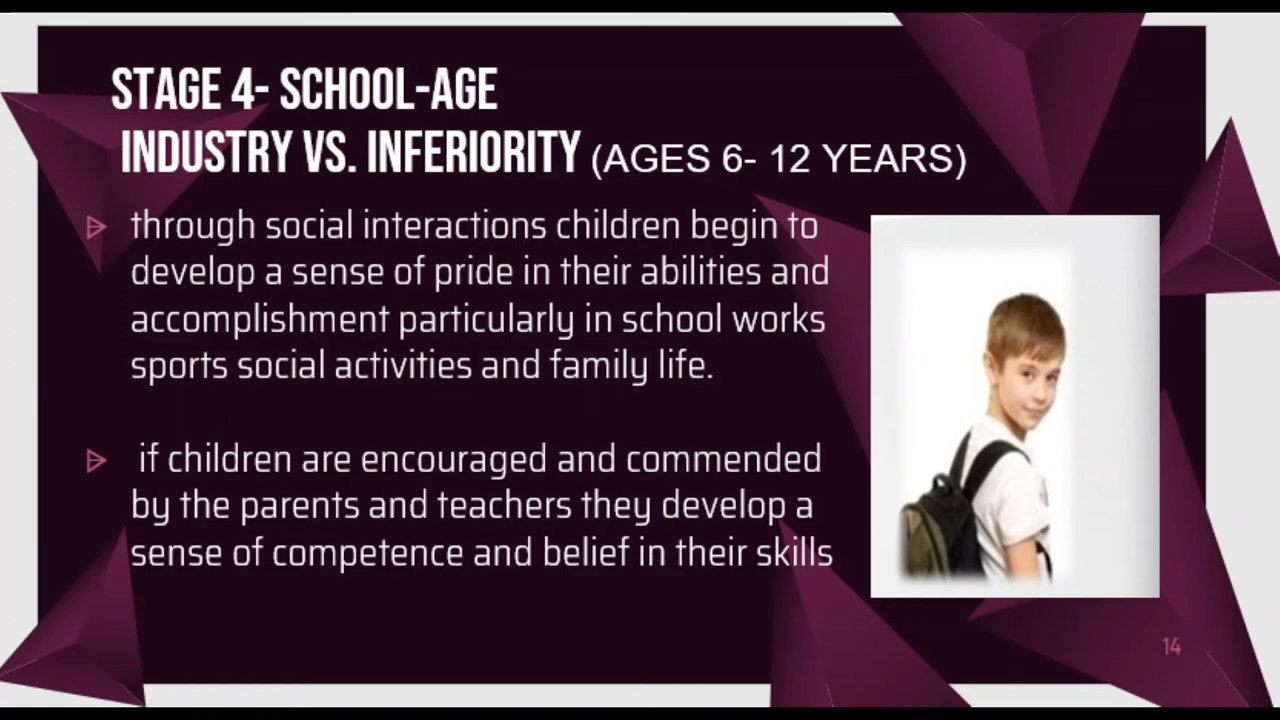 STAGE 4- SCHOOL-AGE
INDUSTRY VS. INFERIORITY (AGES 6- 12 YEARS)
through social interactions children begin to
develop a sense of pride in their abilities and
accomplishment particularly in school works
sports social activities and family life.
if children are encouraged and commended
by the parents and teachers they develop a
sense of competence and belief in their skills
14